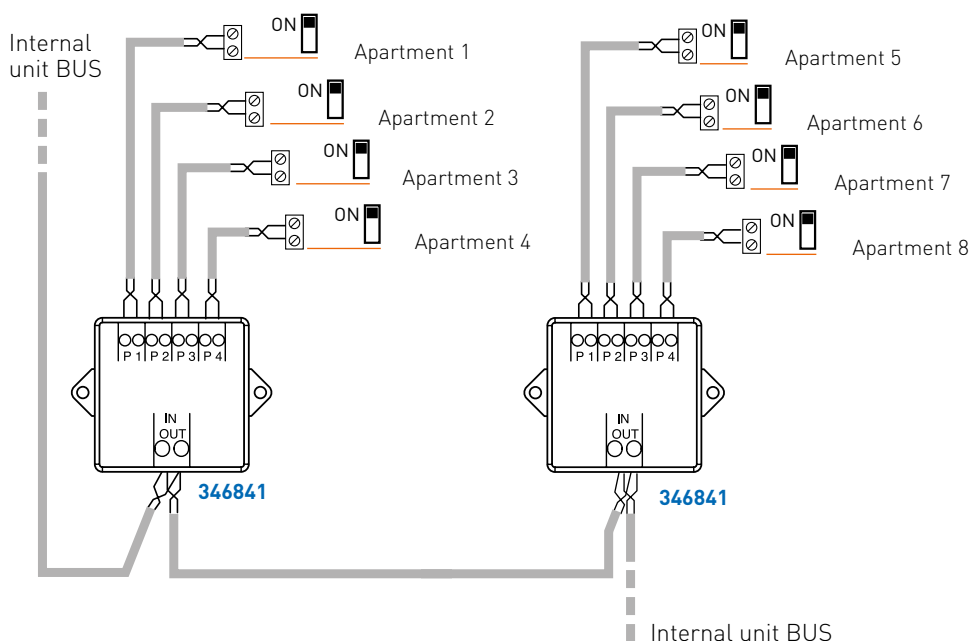 Internal
unit BUS
ON
Apartment 1
ON
Apartment 2
ON
Apartment 3
ON
Apartment 4
ON
Apartment 5
ON
Apartment 6
ON
Apartment 7
ON
Apartment 8
P 1 P 2 P 3 P 4
IN
OUT
346841
P 1 P 2 P 3 P 4
IN
OUT
346841
Internal unit BUS